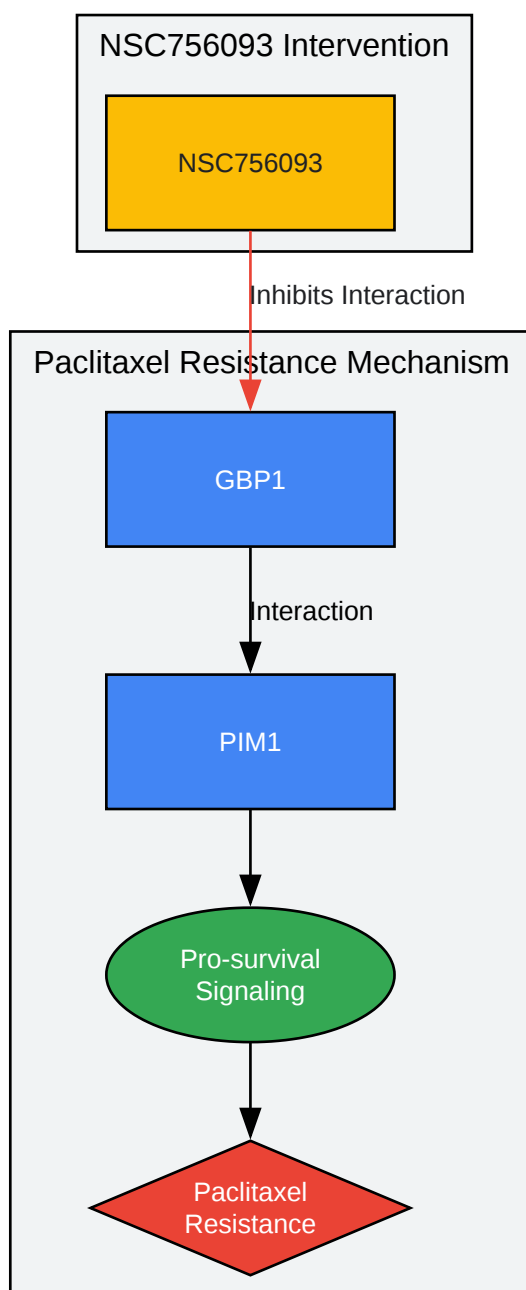 NSC756093 Intervention
NSC756093
Inhibits Interaction
Paclitaxel Resistance Mechanism
GBP1
Interaction
PIM1
Pro-survival
Signaling
Paclitaxel
Resistance